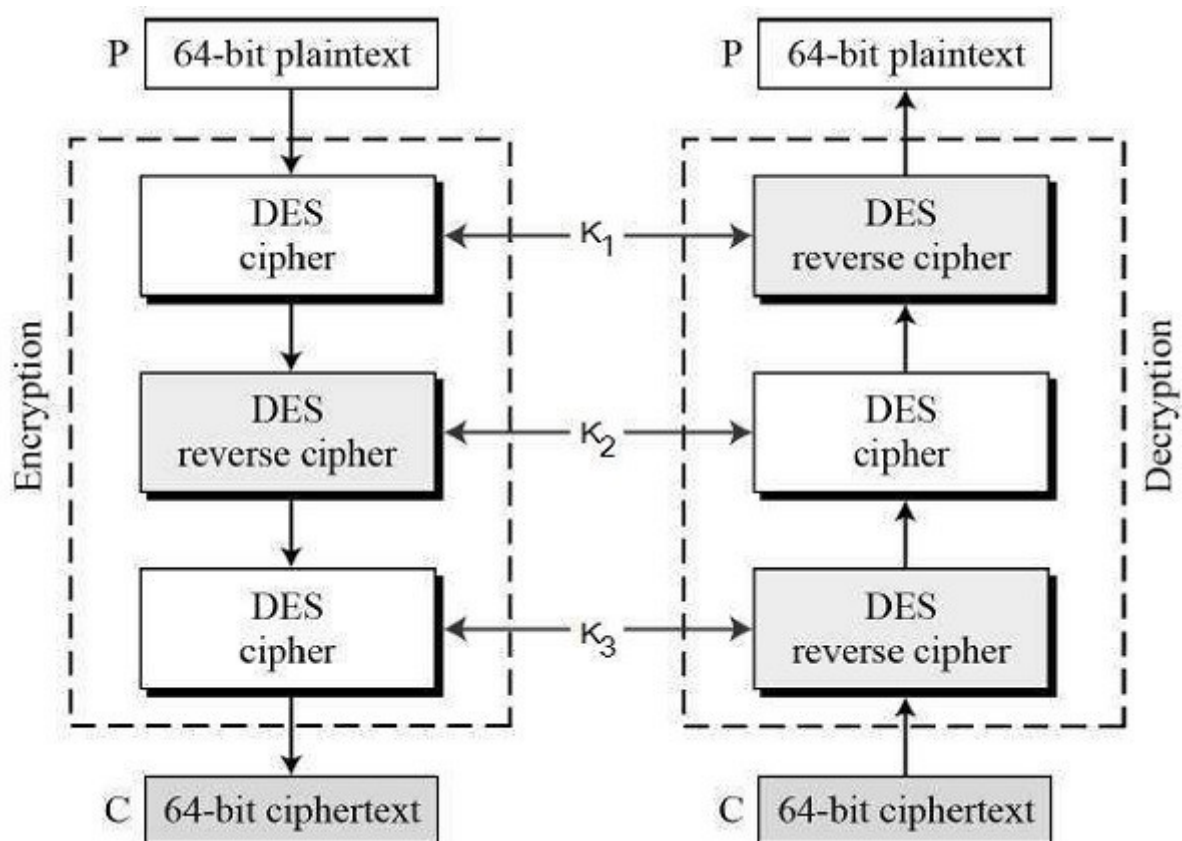 P 64-bit plaintext
P 64-bit plaintext
Encryption
DES
cipher
K1
DES
reverse cipher
DES
reverse cipher
K2
DES
cipher
DES
cipher
K3
DES
reverse cipher
Decryption
C 64-bit ciphertext
C 64-bit ciphertext